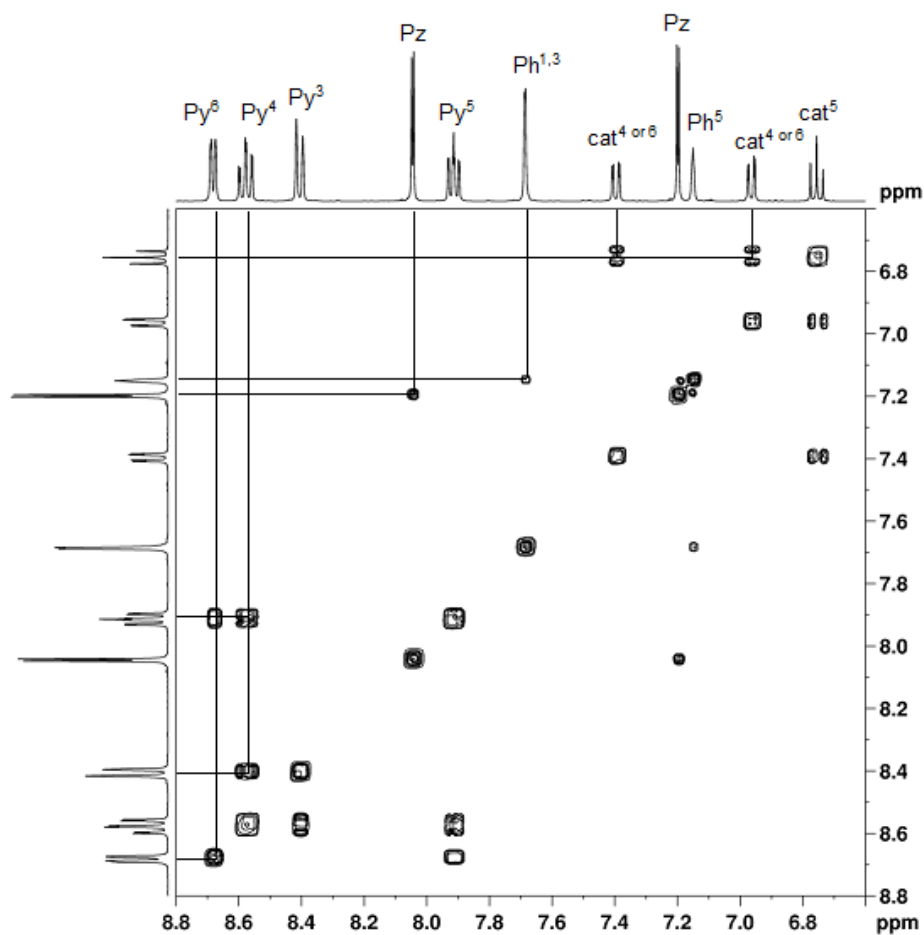 Pz Pz
Py⁶ Py⁴ Py³ Py⁵ Ph¹,³ cat⁴ ᵒʳ ⁶ Ph⁵ cat⁴ ᵒʳ ⁶ cat⁵
ppm
6.8
7.0
7.2
7.4
7.6
7.8
8.0
8.2
8.4
8.6
8.8
8.8 8.6 8.4 8.2 8.0 7.8 7.6 7.4 7.2 7.0 6.8 ppm